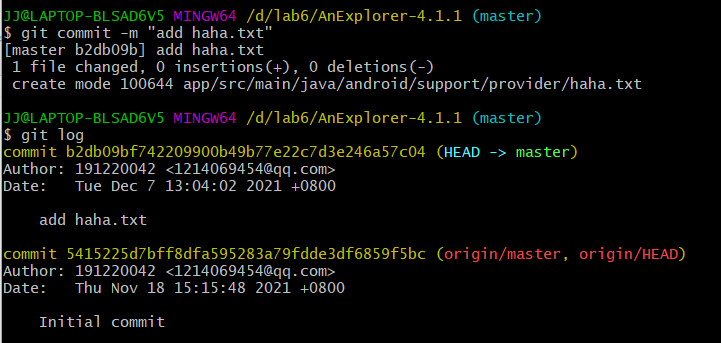 JJ@LAPTOP-BLSAD6V5 MINGW64 /d/lab6/AnExplorer-4.1.1 (master)
$ git commit -m "add haha.txt"
[master b2db09b] add haha.txt
 1 file changed, 0 insertions(+), 0 deletions(-)
 create mode 100644 app/src/main/java/android/support/provider/haha.txt

JJ@LAPTOP-BLSAD6V5 MINGW64 /d/lab6/AnExplorer-4.1.1 (master)
$ git log
commit b2db09bf742209900b49b77e22c7d3e246a57c04 (HEAD -> master)
Author: 191220042 <1214069454@qq.com>
Date:   Tue Dec 7 13:04:02 2021 +0800

    add haha.txt

commit 5415225d7bff8dfa595283a79fdde3df6859f5bc (origin/master, origin/HEAD)
Author: 191220042 <1214069454@qq.com>
Date:   Thu Nov 18 15:15:48 2021 +0800

    Initial commit